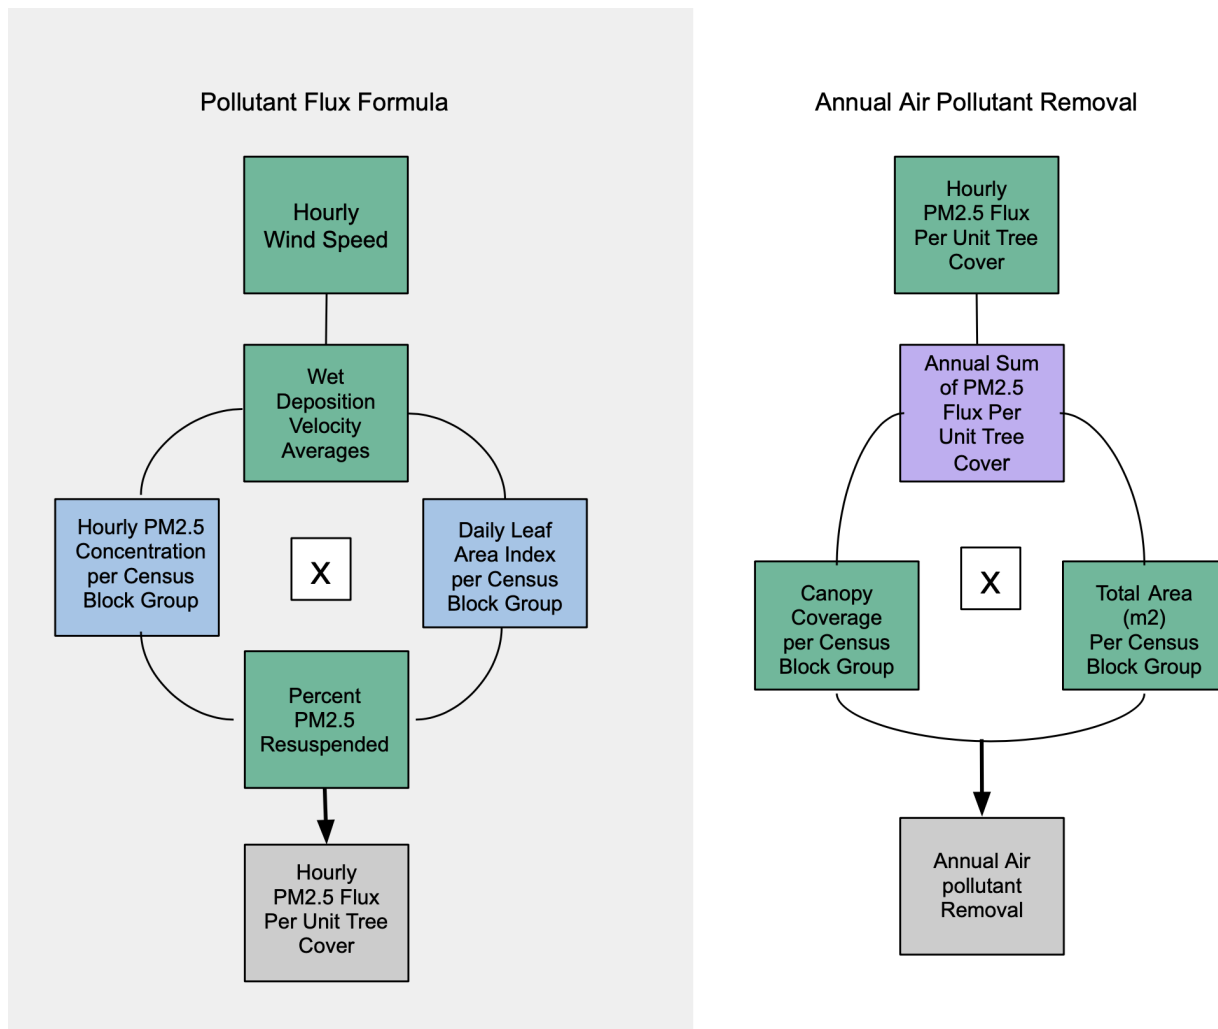 Pollutant Flux Formula
Hourly
Wind Speed
Wet
Deposition
Velocity
Averages
Hourly PM2.5
Concentration
per Census
Block Group
X
Daily Leaf
Area Index
per Census
Block Group
Percent
PM2.5
Resuspended
Hourly
PM2.5 Flux
Per Unit Tree
Cover
Annual Air Pollutant Removal
Hourly
PM2.5 Flux
Per Unit Tree
Cover
Annual Sum
of PM2.5
Flux Per
Unit Tree
Cover
Canopy
Coverage
per Census
Block Group
X
Total Area
(m2)
Per Census
Block Group
Annual Air
pollutant
Removal